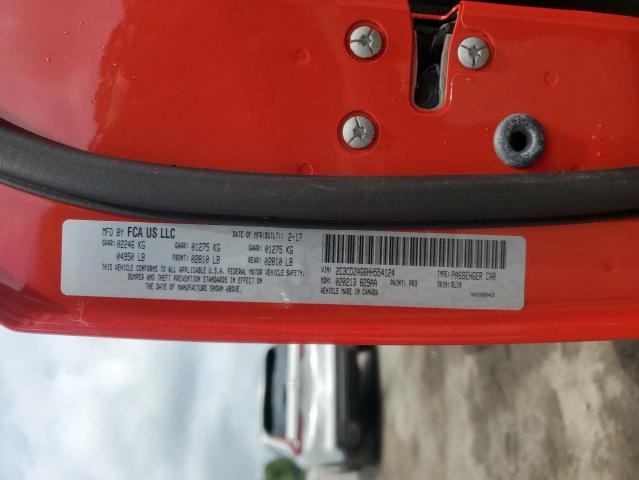 MFD BY FCA US LLC DATE OF MFR(BUILT): 2-17
GVWR: 02246 KG GAWR: 01275 KG GAWR: 01275 KG
04950 LB FRONT: 02810 LB REAR: 02810 LB
THIS VEHICLE CONFORMS TO ALL APPLICABLE U.S.A. FEDERAL MOTOR VEHICLE SAFETY,
BUMPER AND THEFT PREVENTION STANDARDS IN EFFECT ON
THE DATE OF MANUFACTURE SHOWN ABOVE.
VIN: 2C3CDZAG6HH554124 TYPE: PASSENGER CAR
MDH: 020213 829AA PAINT: PR3 TRIM: RLX9
MADE IN CANADA